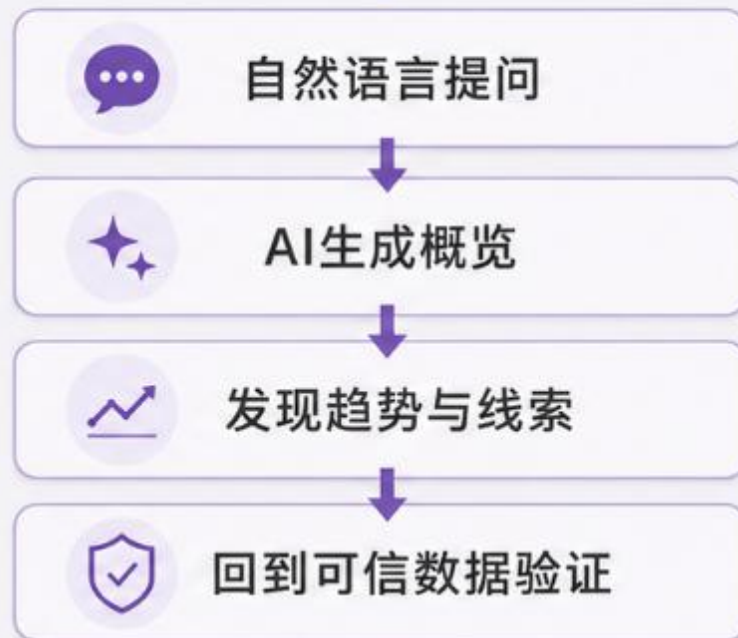 自然语言提问
AI生成概览
发现趋势与线索
回到可信数据验证